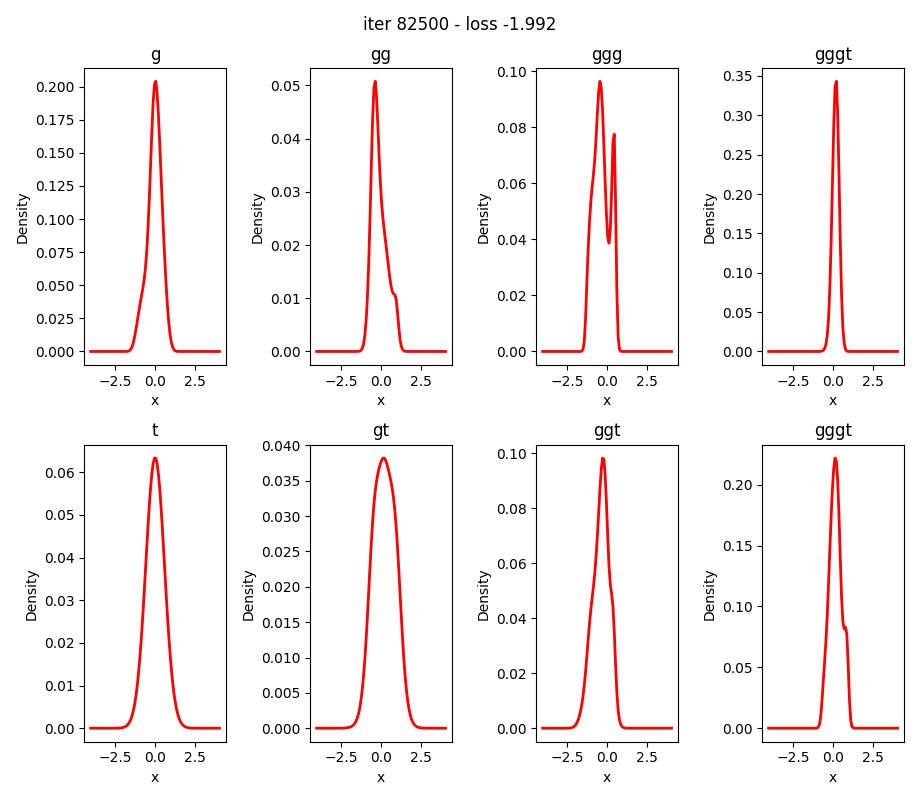 iter 82500 - loss -1.992
g
gg
ggg
gggt
0.200
0.175
0.150
0.125
0.100
0.075
0.050
0.025
0.000
Density
−2.5 0.0 2.5
x
0.05
0.04
0.03
0.02
0.01
0.00
Density
−2.5 0.0 2.5
x
0.10
0.08
0.06
0.04
0.02
0.00
Density
−2.5 0.0 2.5
x
0.35
0.30
0.25
0.20
0.15
0.10
0.05
0.00
Density
−2.5 0.0 2.5
x
t
gt
ggt
gggt
0.06
0.05
0.04
0.03
0.02
0.01
0.00
Density
−2.5 0.0 2.5
x
0.040
0.035
0.030
0.025
0.020
0.015
0.010
0.005
0.000
Density
−2.5 0.0 2.5
x
0.10
0.08
0.06
0.04
0.02
0.00
Density
−2.5 0.0 2.5
x
0.20
0.15
0.10
0.05
0.00
Density
−2.5 0.0 2.5
x